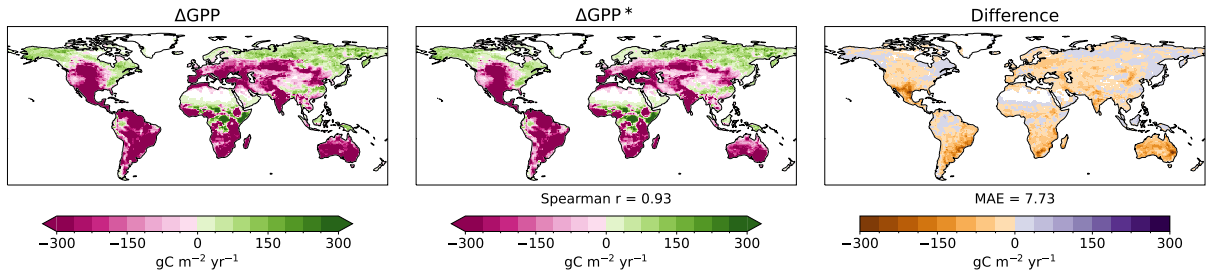 ΔGPP
ΔGPP*
Difference
Spearman r = 0.93
MAE = 7.73
−300 −150 0 150 300
−300 −150 0 150 300
−300 −150 0 150 300
gC m⁻² yr⁻¹
gC m⁻² yr⁻¹
gC m⁻² yr⁻¹